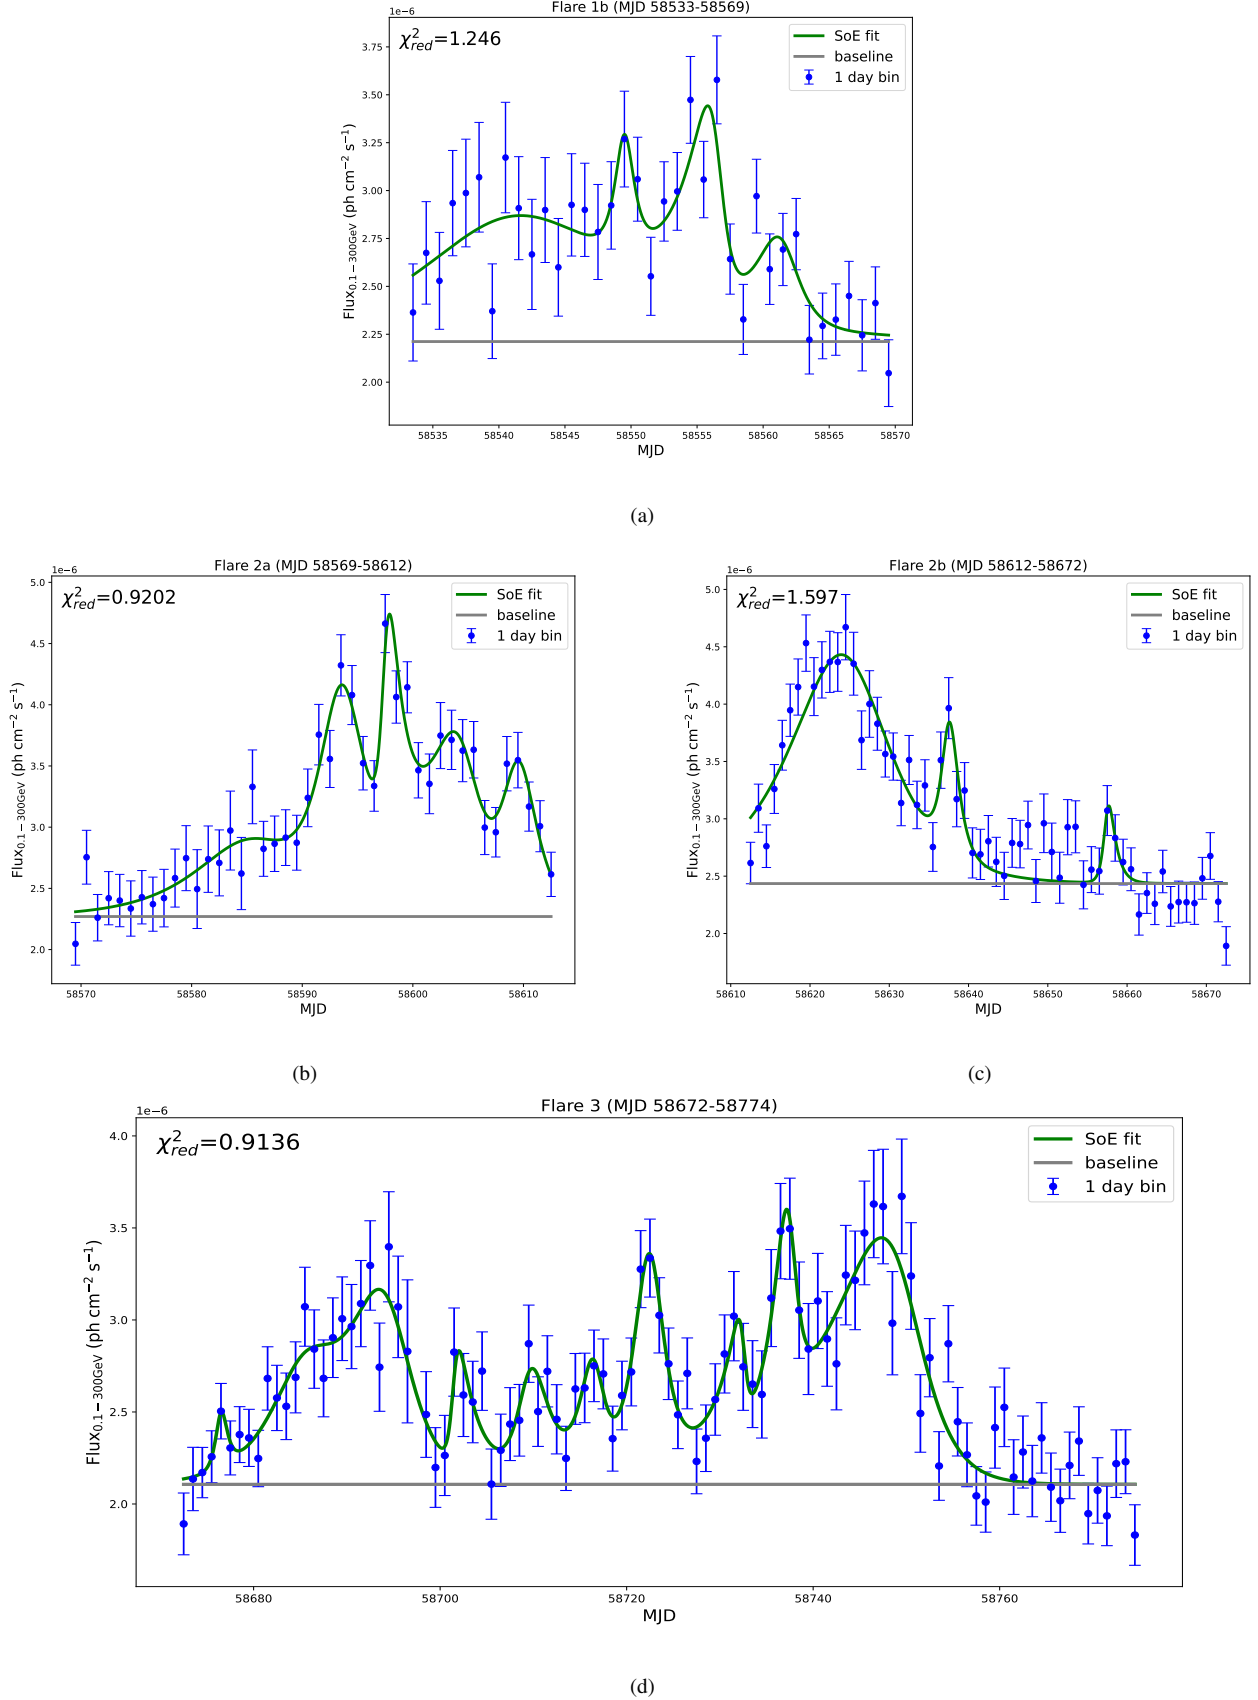 Flare 1b (MJD 58533-58569)
1e−6
χ²red=1.246
SoE fit
baseline
1 day bin
3.75
3.50
3.25
3.00
2.75
2.50
2.25
2.00
Flux0.1−300GeV (ph cm−2 s−1)
58535 58540 58545 58550 58555 58560 58565 58570
MJD
(a)
Flare 2a (MJD 58569-58612)
1e−6
χ²red=0.9202
SoE fit
baseline
1 day bin
5.0
4.5
4.0
3.5
3.0
2.5
2.0
Flux0.1−300GeV (ph cm−2 s−1)
58570 58580 58590 58600 58610
MJD
(b)
Flare 2b (MJD 58612-58672)
1e−6
χ²red=1.597
SoE fit
baseline
1 day bin
5.0
4.5
4.0
3.5
3.0
2.5
2.0
Flux0.1−300GeV (ph cm−2 s−1)
58610 58620 58630 58640 58650 58660 58670
MJD
(c)
Flare 3 (MJD 58672-58774)
1e−6
χ²red=0.9136
SoE fit
baseline
1 day bin
4.0
3.5
3.0
2.5
2.0
Flux0.1−300GeV (ph cm−2 s−1)
58680 58700 58720 58740 58760
MJD
(d)